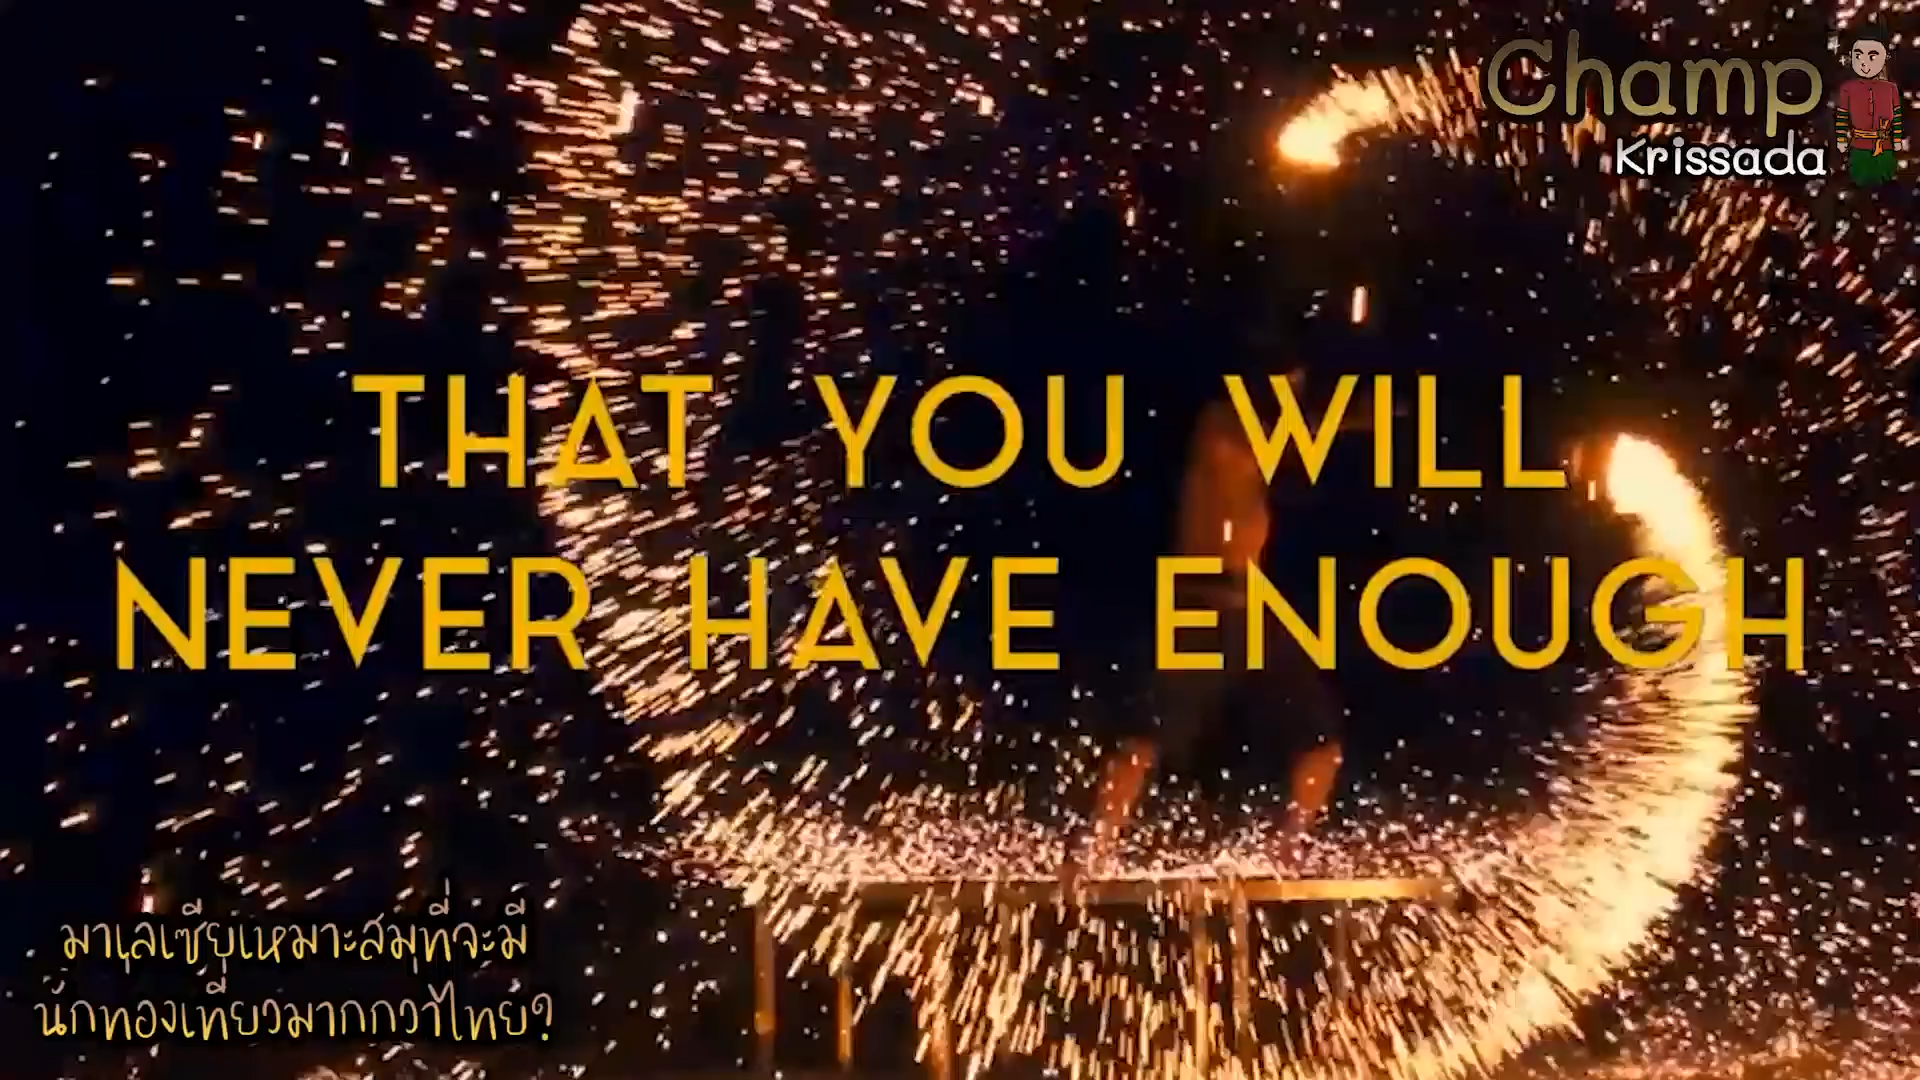 Champ
Krissada
THAT YOU WILL
NEVER HAVE ENOUGH
มาเลเซียเหมาะสมที่จะมี
นักท่องเที่ยวมากกว่าไทย?